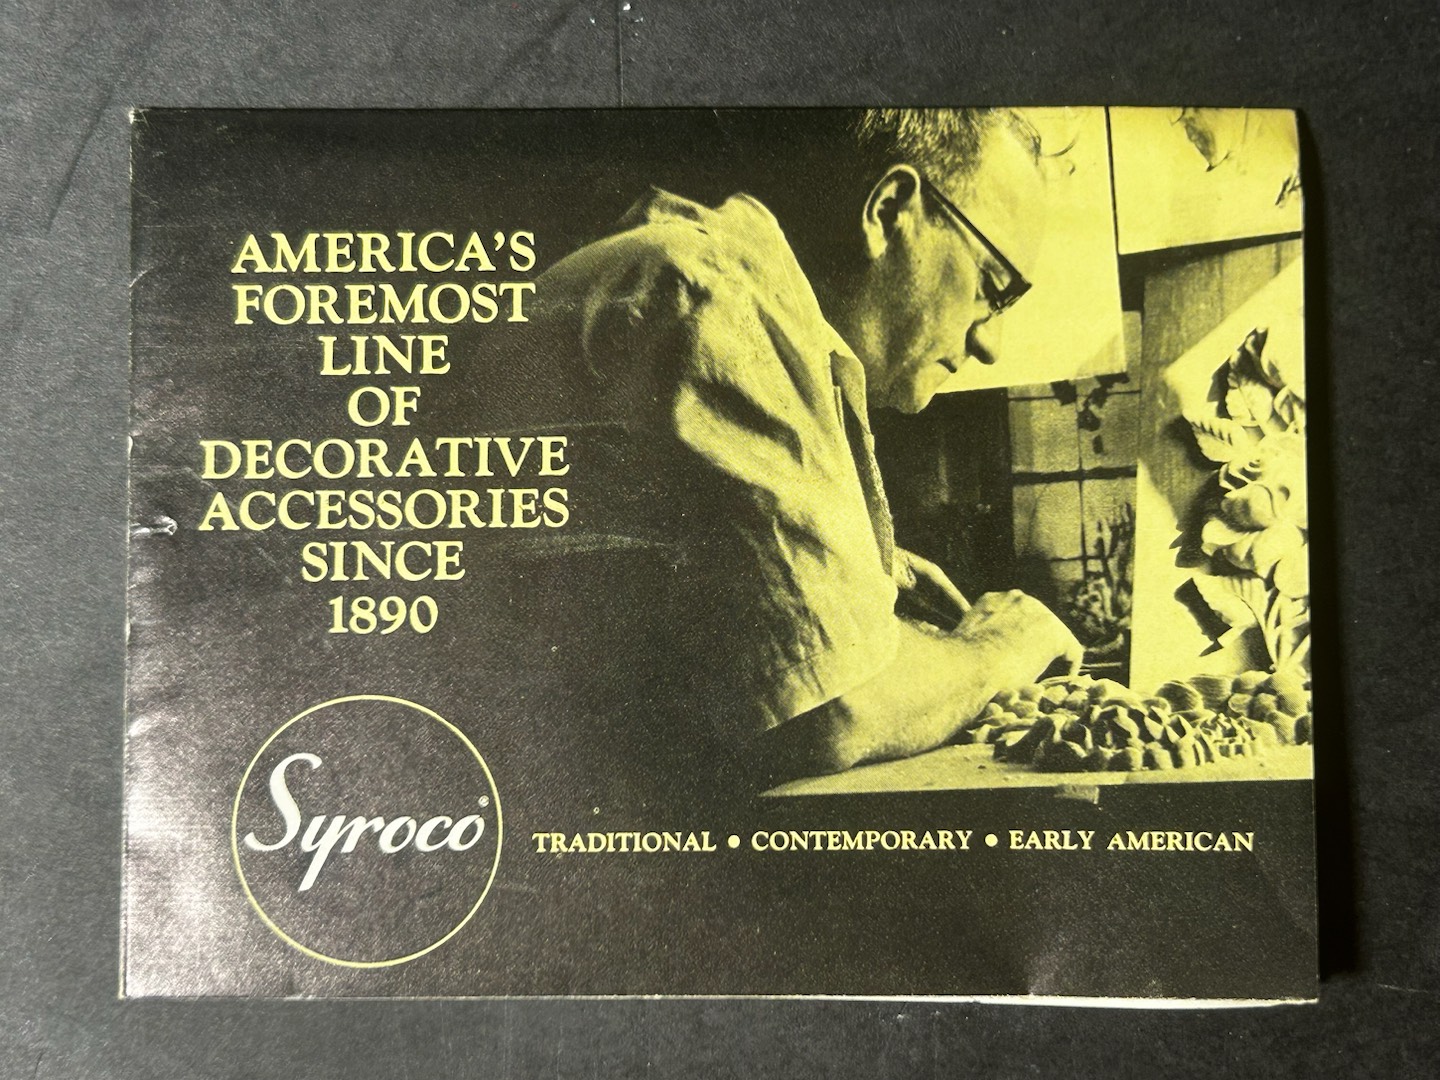 AMERICA'S
FOREMOST
LINE
OF
DECORATIVE
ACCESSORIES
SINCE
1890
Syroco®
TRADITIONAL • CONTEMPORARY • EARLY AMERICAN